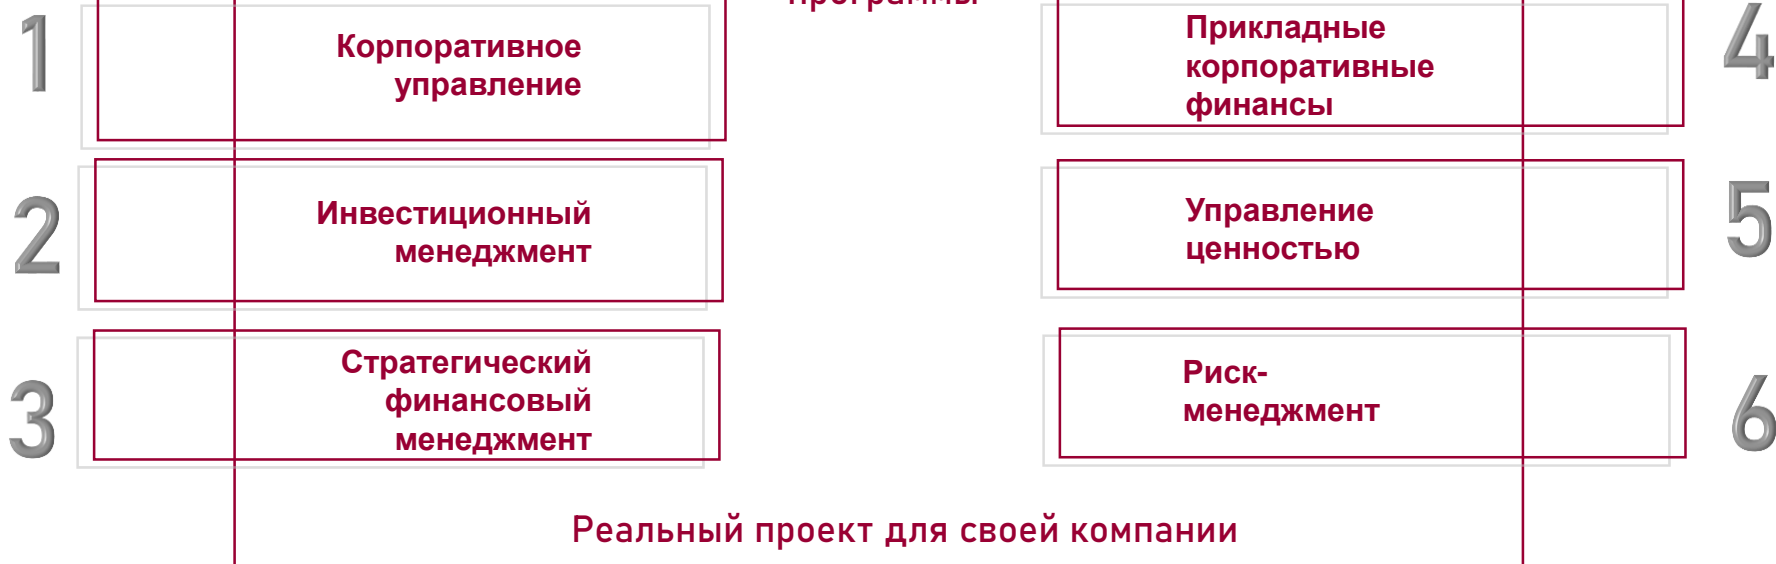 программы
1
Корпоративное
управление
2
Инвестиционный
менеджмент
3
Стратегический
финансовый
менеджмент
Прикладные
корпоративные
финансы
4
Управление
ценностью
5
Риск-
менеджмент
6
Реальный проект для своей компании